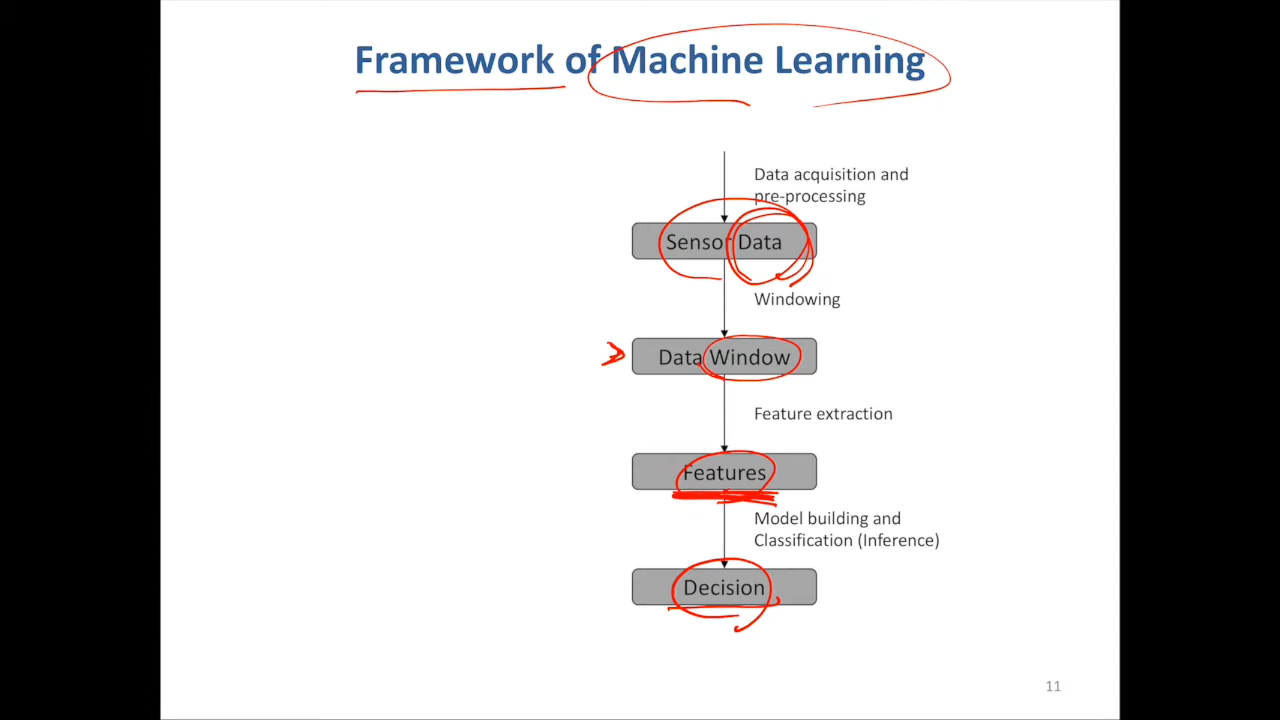 Framework of Machine Learning
Data acquisition and
pre-processing
Sensor Data
Windowing
Data Window
Feature extraction
Features
Model building and
Classification (Inference)
Decision
11